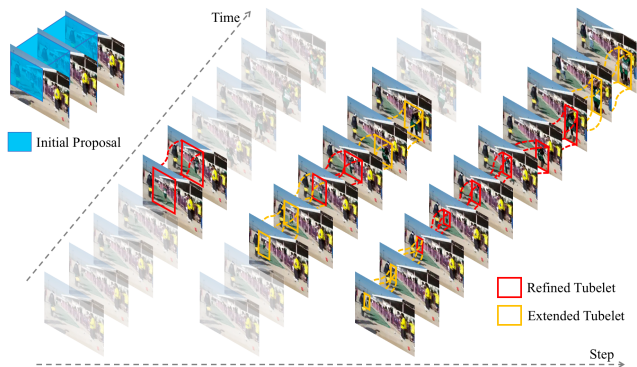 Time
Initial Proposal
Refined Tubelet
Extended Tubelet
Step